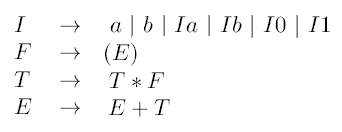 I → a | b | Ia | Ib | I0 | I1
F → (E)
T → T ∗ F
E → E + T